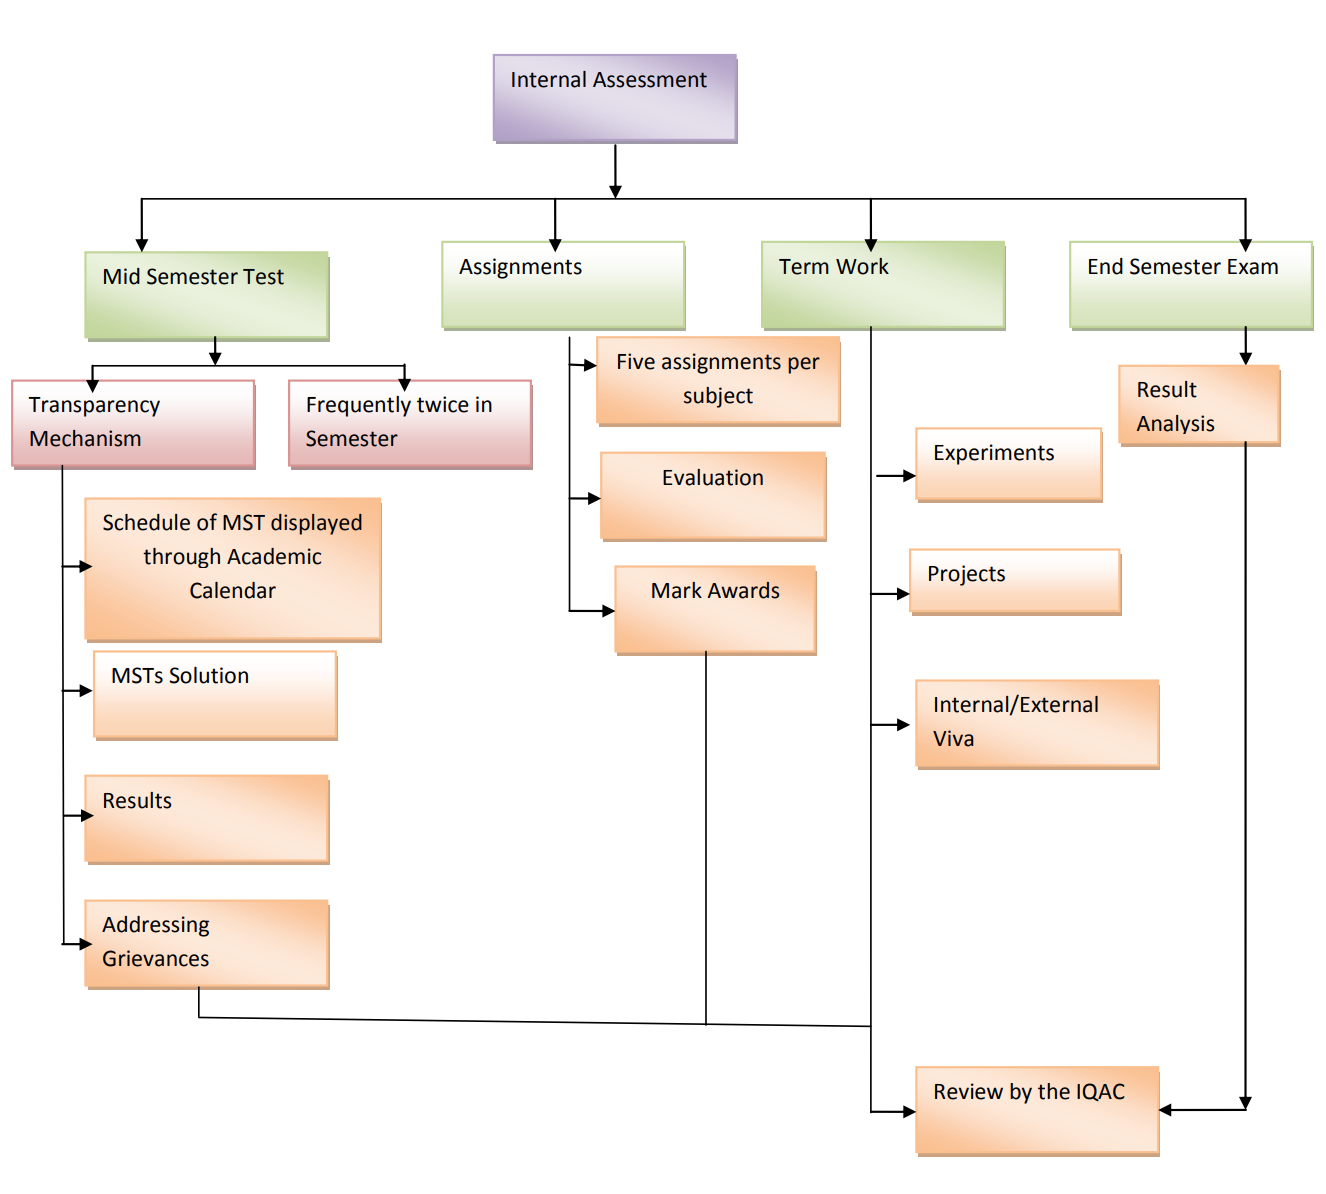 Internal Assessment
Mid Semester Test
Assignments
Term Work
End Semester Exam
Transparency
Mechanism
Frequently twice in
Semester
Five assignments per
subject
Result
Analysis
Experiments
Evaluation
Schedule of MST displayed
through Academic
Calendar
Projects
Mark Awards
MSTs Solution
Internal/External
Viva
Results
Addressing
Grievances
Review by the IQAC